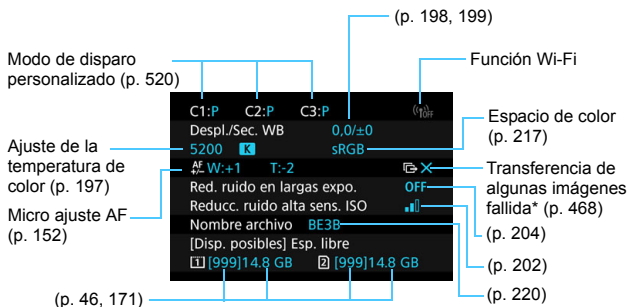 (p. 198, 199)
Modo de disparo
personalizado (p. 520)
Función Wi-Fi
C1:P C2:P C3:P OFF
Despl./Sec. WB 0,0/±0
Espacio de color
(p. 217)
5200 K sRGB
Ajuste de la
temperatura de
color (p. 197)
AF W:+1 T:-2
Transferencia de
algunas imágenes
fallida* (p. 468)
Micro ajuste AF
(p. 152)
Red. ruido en largas expo. OFF
(p. 204)
Reducc. ruido alta sens. ISO
(p. 202)
Nombre archivo BE3B
(p. 220)
[Disp. posibles] Esp. libre
1 [999]14.8 GB 2 [999]14.8 GB
(p. 46, 171)